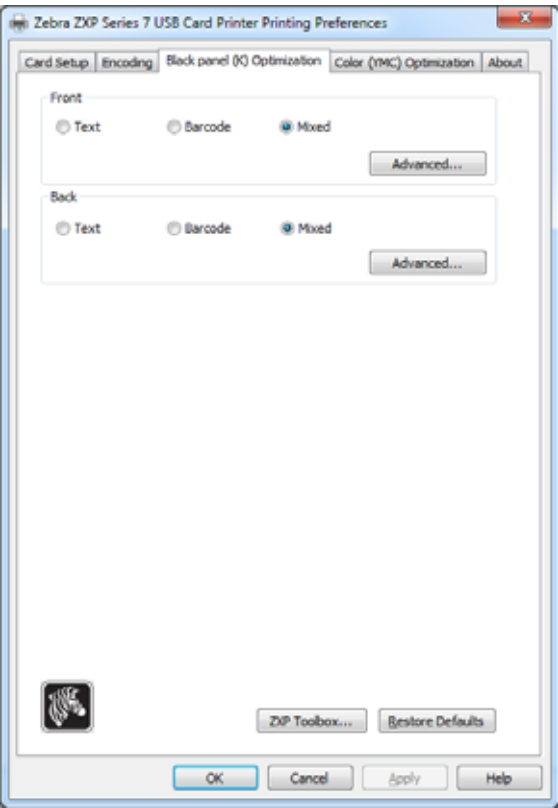 Zebra ZXP Series 7 USB Card Printer Printing Preferences
Card Setup Encoding Black panel (K) Optimization Color (YMC) Optimization About
Front
Text Barcode Mixed
Advanced...
Back
Text Barcode Mixed
Advanced...
ZXP Toolbox... Restore Defaults
OK Cancel Apply Help